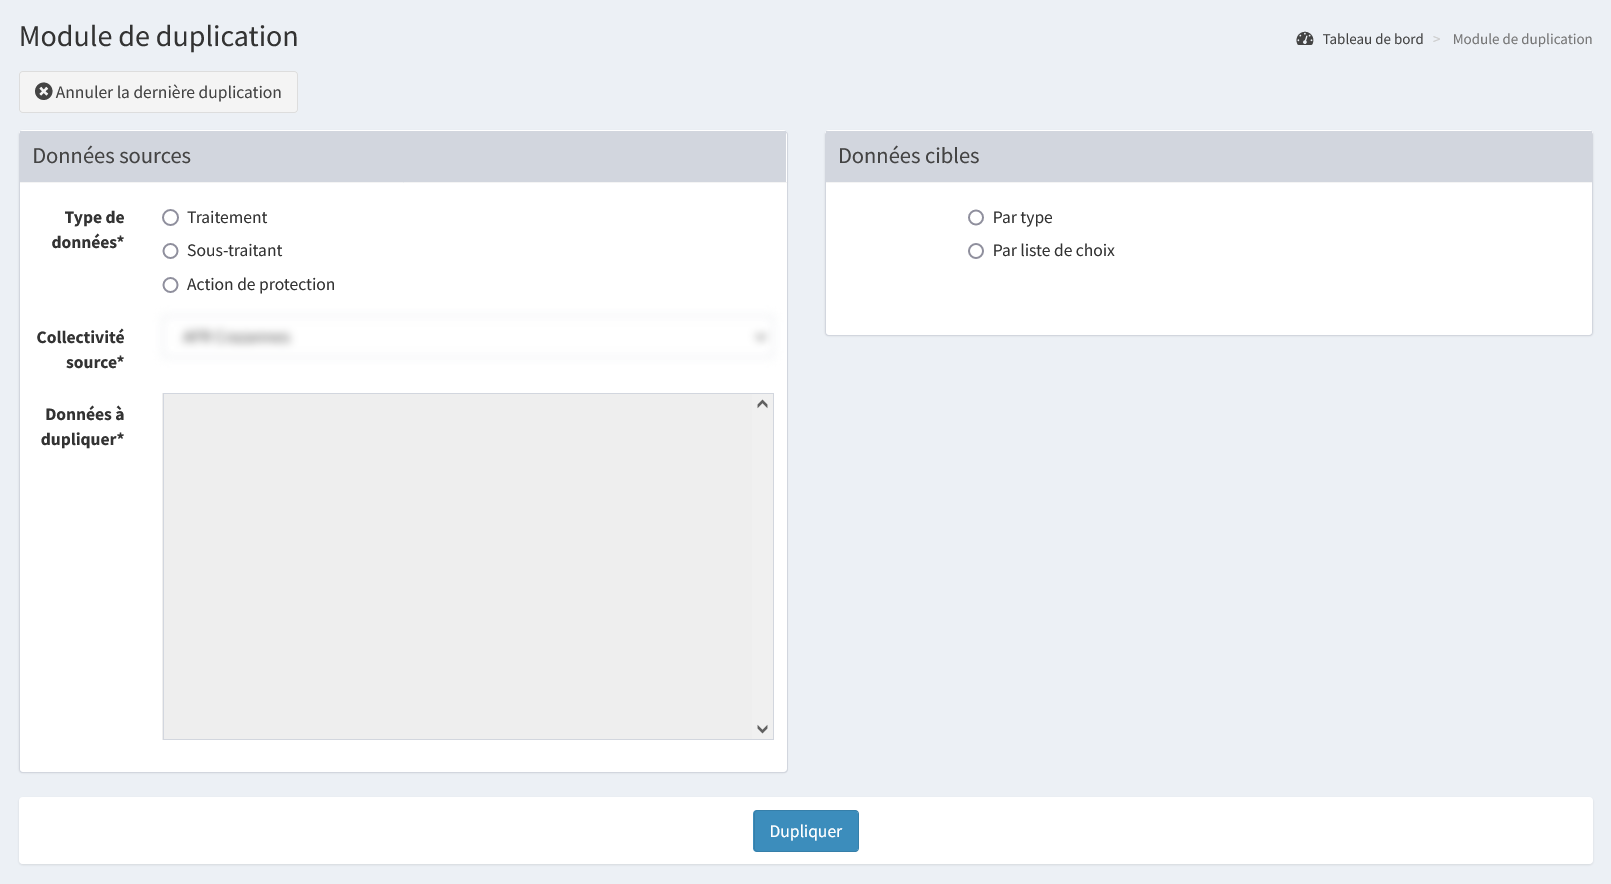 Module de duplication
Tableau de bord > Module de duplication
Annuler la dernière duplication
Données sources
Type de
données*
Traitement
Sous-traitant
Action de protection
Collectivité
source*
Données à
dupliquer*
Données cibles
Par type
Par liste de choix
Dupliquer